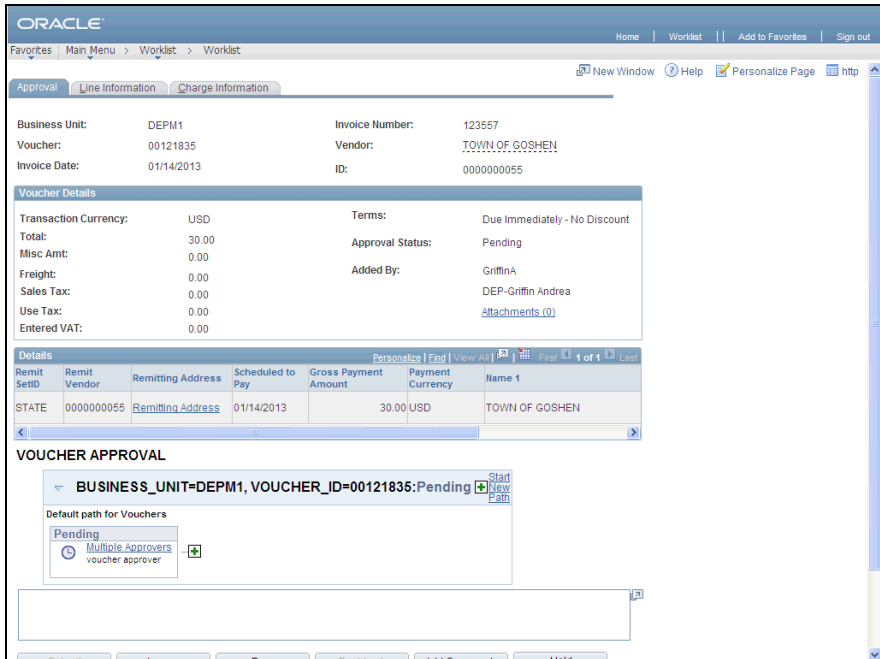 ORACLE
Home | Worklist || Add to Favorites | Sign out
Favorites | Main Menu > Worklist > Worklist
New Window Help Personalize Page http
Approval Line Information Charge Information
Business Unit: DEPM1 Invoice Number: 123557
Voucher: 00121835 Vendor: TOWN OF GOSHEN
Invoice Date: 01/14/2013 ID: 0000000055
Voucher Details
Transaction Currency: USD Terms: Due Immediately - No Discount
Total: 30.00 Approval Status: Pending
Misc Amt: 0.00
Freight: 0.00 Added By: GriffinA
Sales Tax: 0.00 DEP-Griffin Andrea
Use Tax: 0.00 Attachments (0)
Entered VAT: 0.00
Details Personalize | Find | View All | First 1 of 1 Last
Remit SetID Remit Vendor Remitting Address Scheduled to Pay Gross Payment Amount Payment Currency Name 1
STATE 0000000055 Remitting Address 01/14/2013 30.00 USD TOWN OF GOSHEN
VOUCHER APPROVAL
BUSINESS_UNIT=DEPM1, VOUCHER_ID=00121835:Pending Start New Path
Default path for Vouchers
Pending
Multiple Approvers
voucher approver